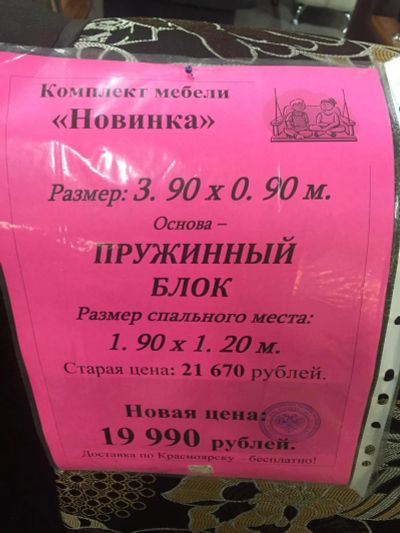 Комплект мебели
«Новинка»
Размер: 3. 90 х 0. 90 м.
Основа –
ПРУЖИННЫЙ
БЛОК
Размер спального места:
1. 90 х 1. 20 м.
Старая цена: 21 670 рублей.
Новая цена:
19 990 рублей.
Доставка по Красноярску – бесплатно!